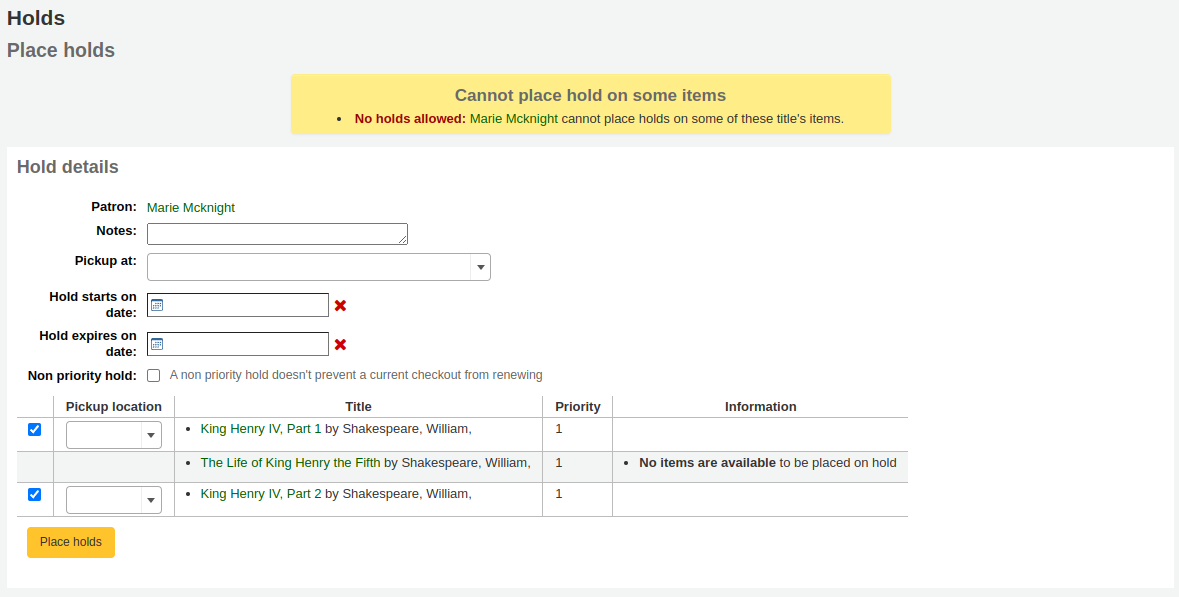 Holds
Place holds
Cannot place hold on some items
No holds allowed: Marie Mcknight cannot place holds on some of these title's items.
Hold details
Patron: Marie Mcknight
Notes:
Pickup at:
Hold starts on
date:
Hold expires on
date:
Non priority hold: A non priority hold doesn't prevent a current checkout from renewing
Pickup location Title Priority Information
King Henry IV, Part 1 by Shakespeare, William, 1
The Life of King Henry the Fifth by Shakespeare, William, 1 No items are available to be placed on hold
King Henry IV, Part 2 by Shakespeare, William, 1
Place holds